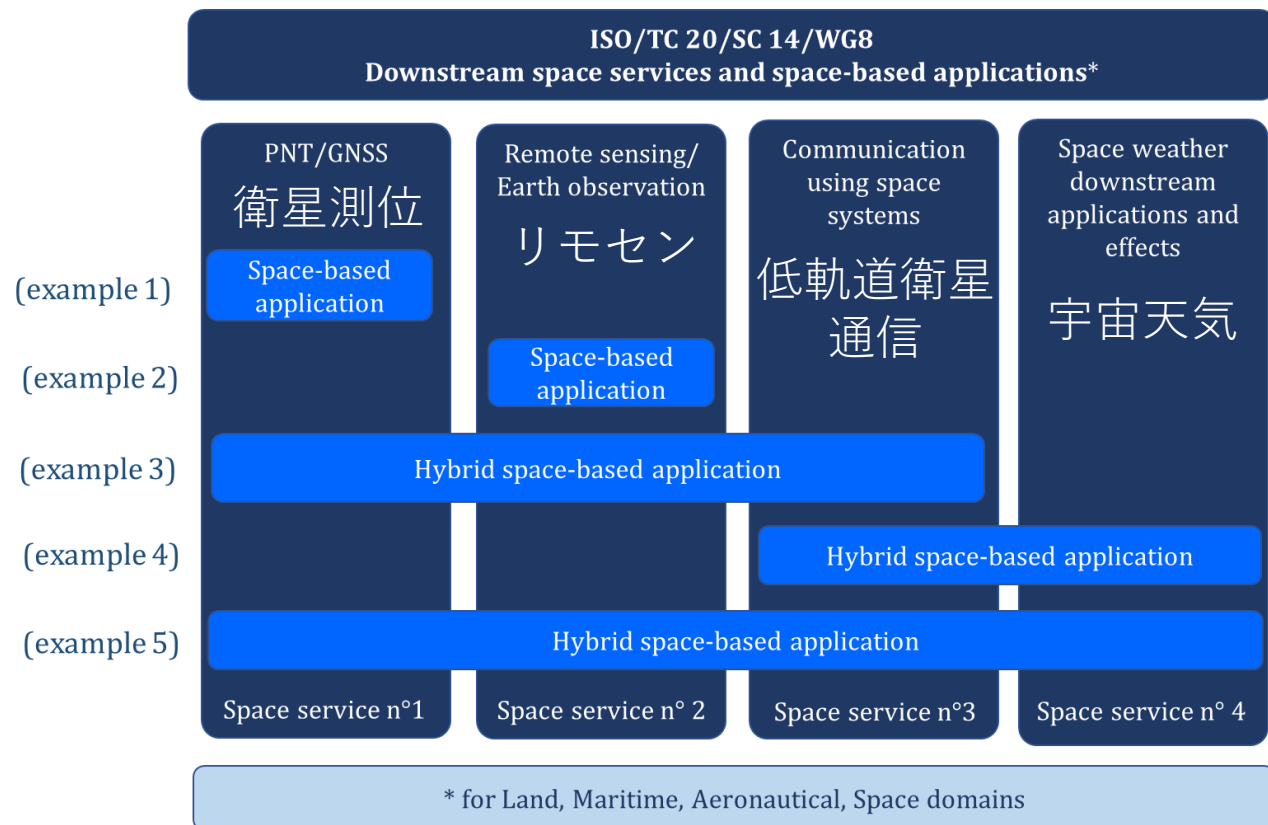 ISO/TC 20/SC 14/WG8
Downstream space services and space-based applications*
PNT/GNSS
衛星測位
Remote sensing/
Earth observation
リモセン
Communication
using space
systems
低軌道衛星
通信
Space weather
downstream
applications and
effects
宇宙天気
(example 1)
Space-based
application
(example 2)
Space-based
application
(example 3)
Hybrid space-based application
(example 4)
Hybrid space-based application
(example 5)
Hybrid space-based application
Space service n°1
Space service n° 2
Space service n°3
Space service n° 4
* for Land, Maritime, Aeronautical, Space domains